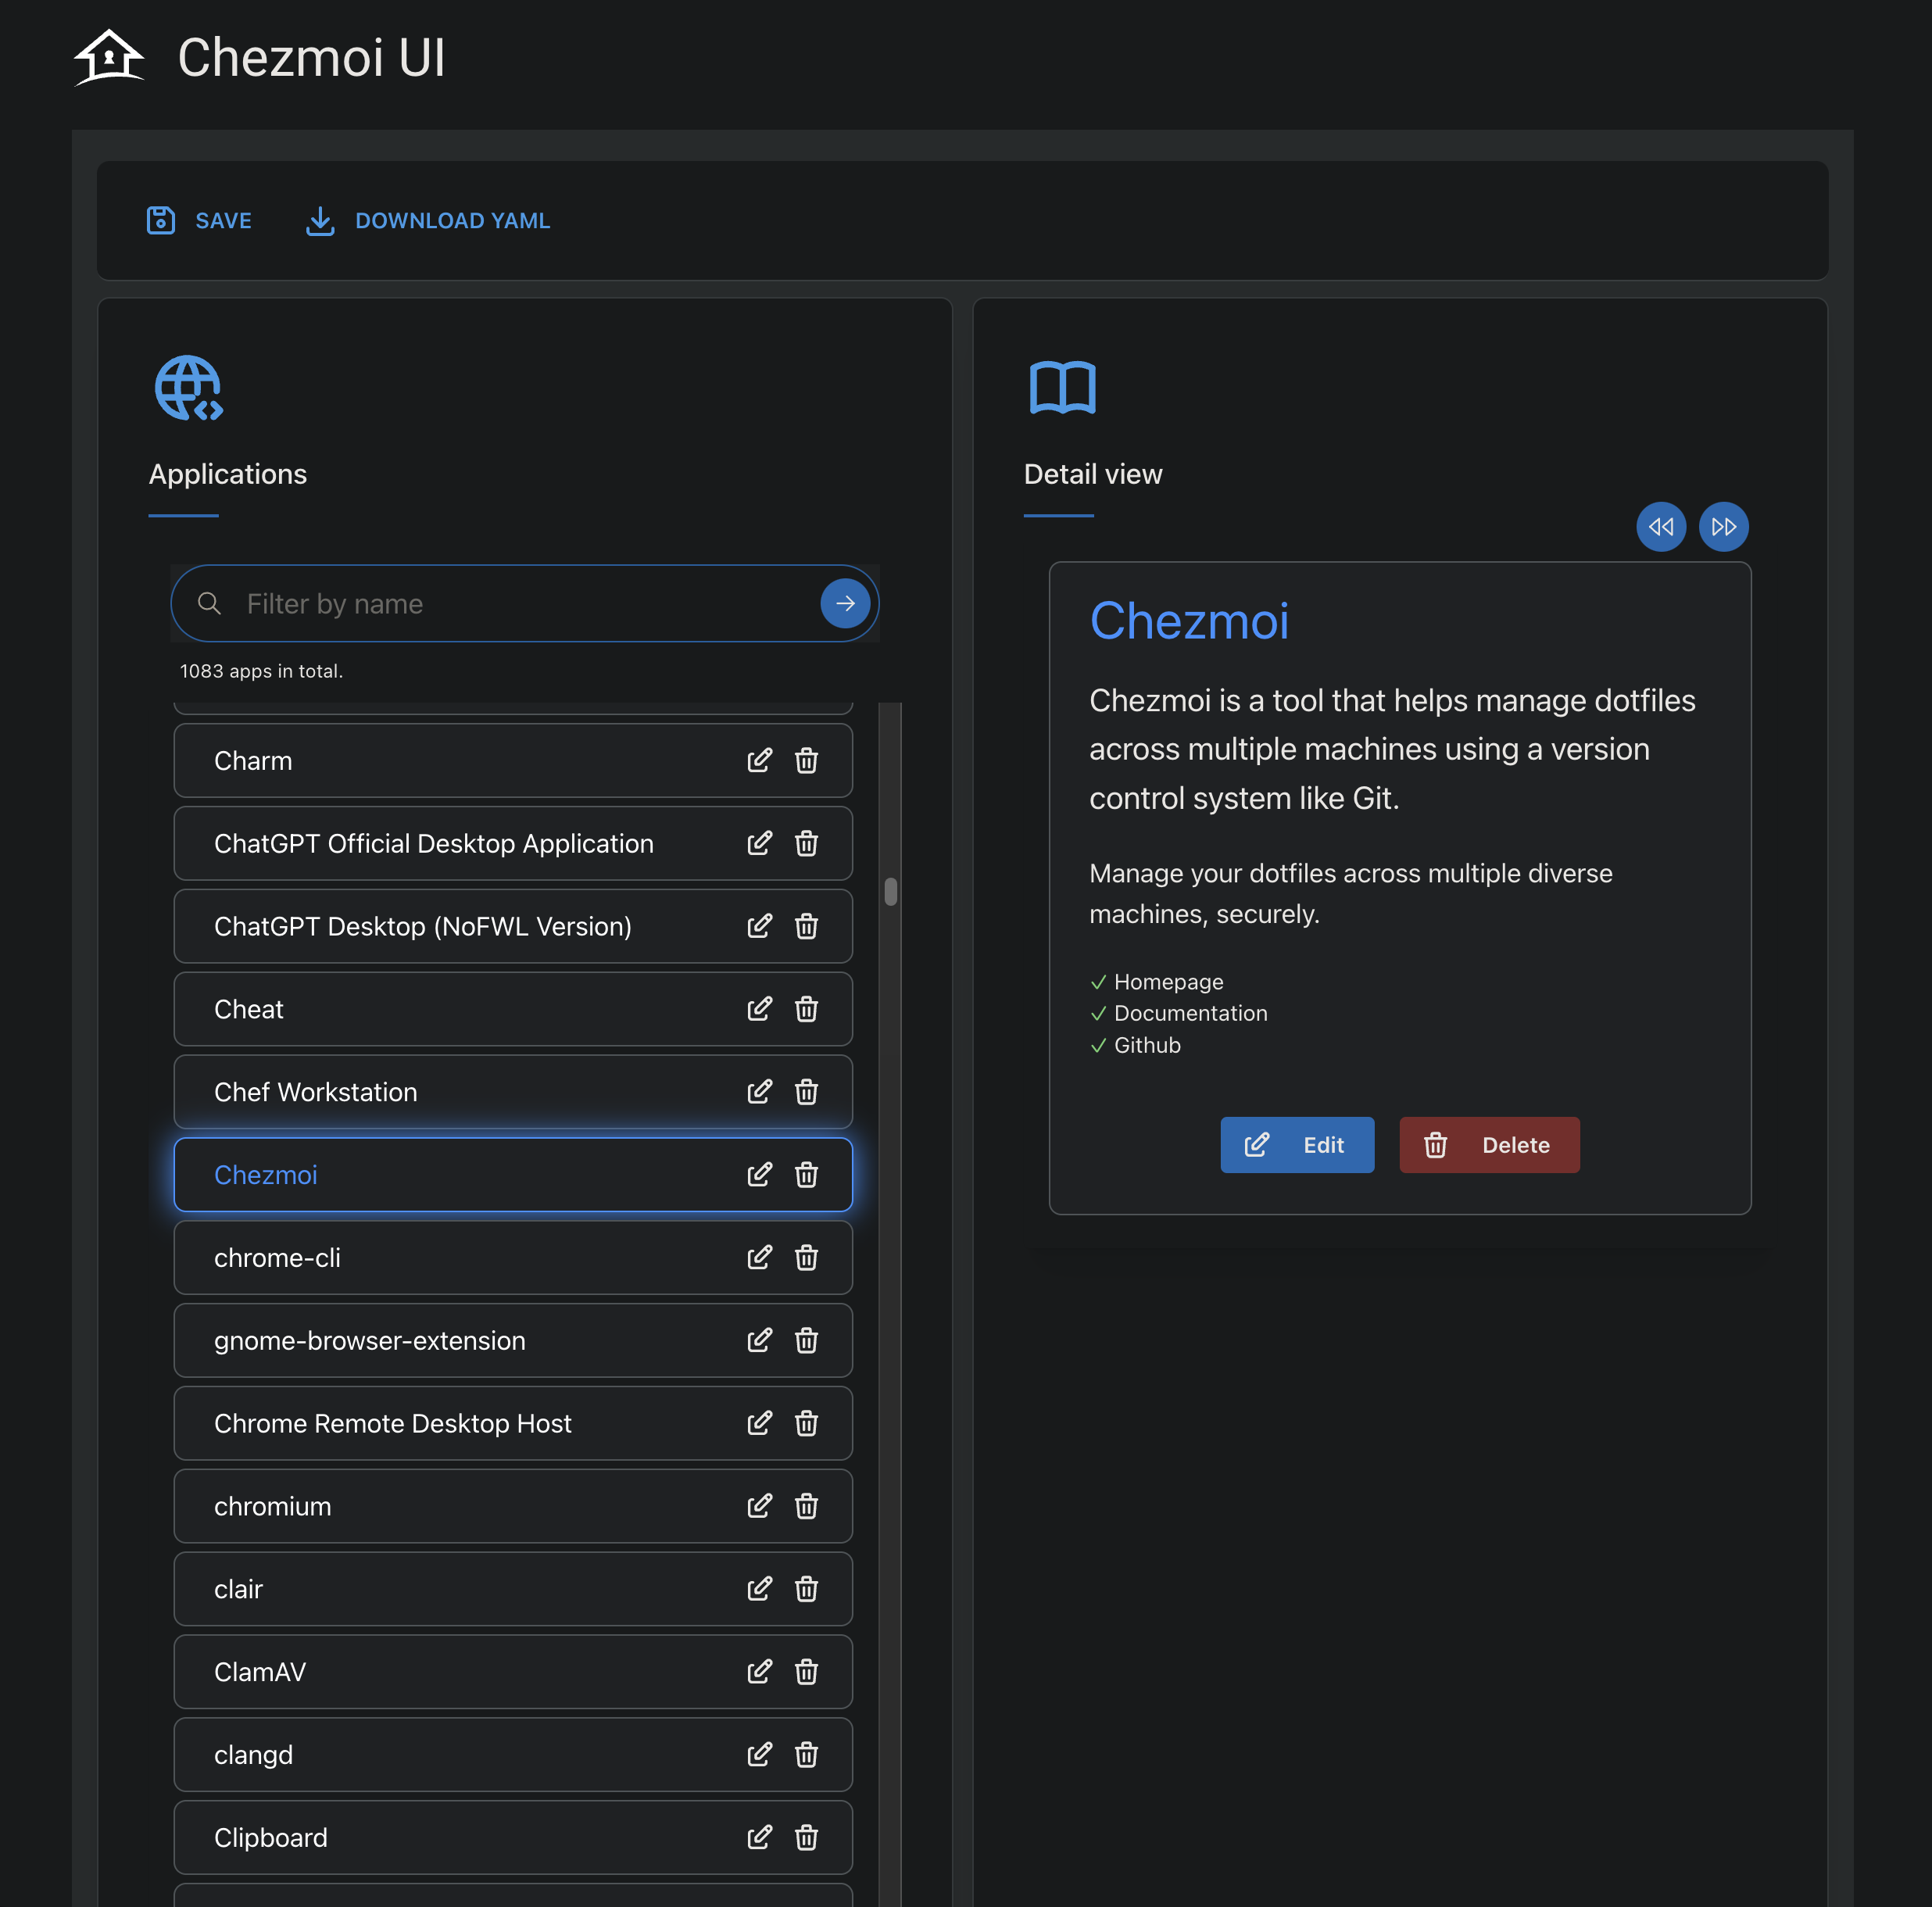 Chezmoi UI
SAVE
DOWNLOAD YAML
Applications
Filter by name
1083 apps in total.
Charm
ChatGPT Official Desktop Application
ChatGPT Desktop (NoFWL Version)
Cheat
Chef Workstation
Chezmoi
chrome-cli
gnome-browser-extension
Chrome Remote Desktop Host
chromium
clair
ClamAV
clangd
Clipboard
Detail view
Chezmoi
Chezmoi is a tool that helps manage dotfiles
across multiple machines using a version
control system like Git.
Manage your dotfiles across multiple diverse
machines, securely.
Homepage
Documentation
Github
Edit
Delete